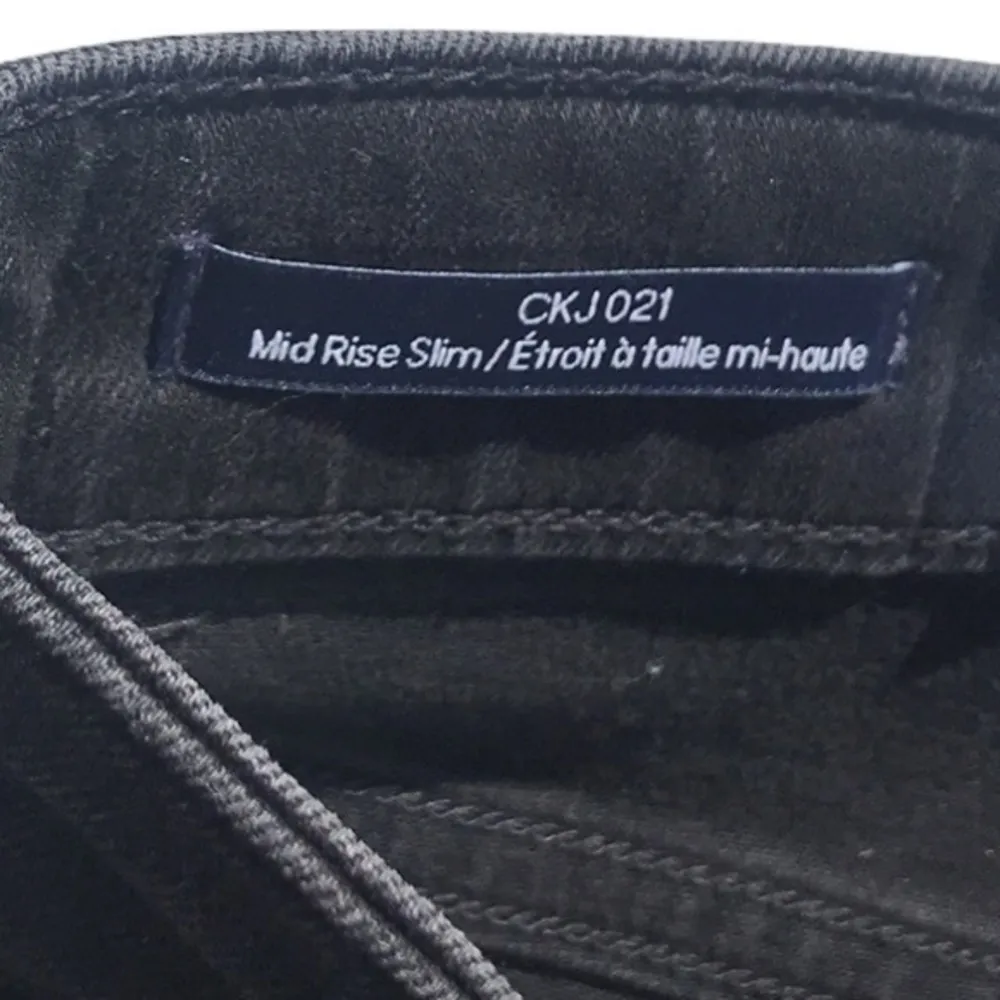 CKJ 021
Mid Rise Slim / Étroit à taille mi-haute